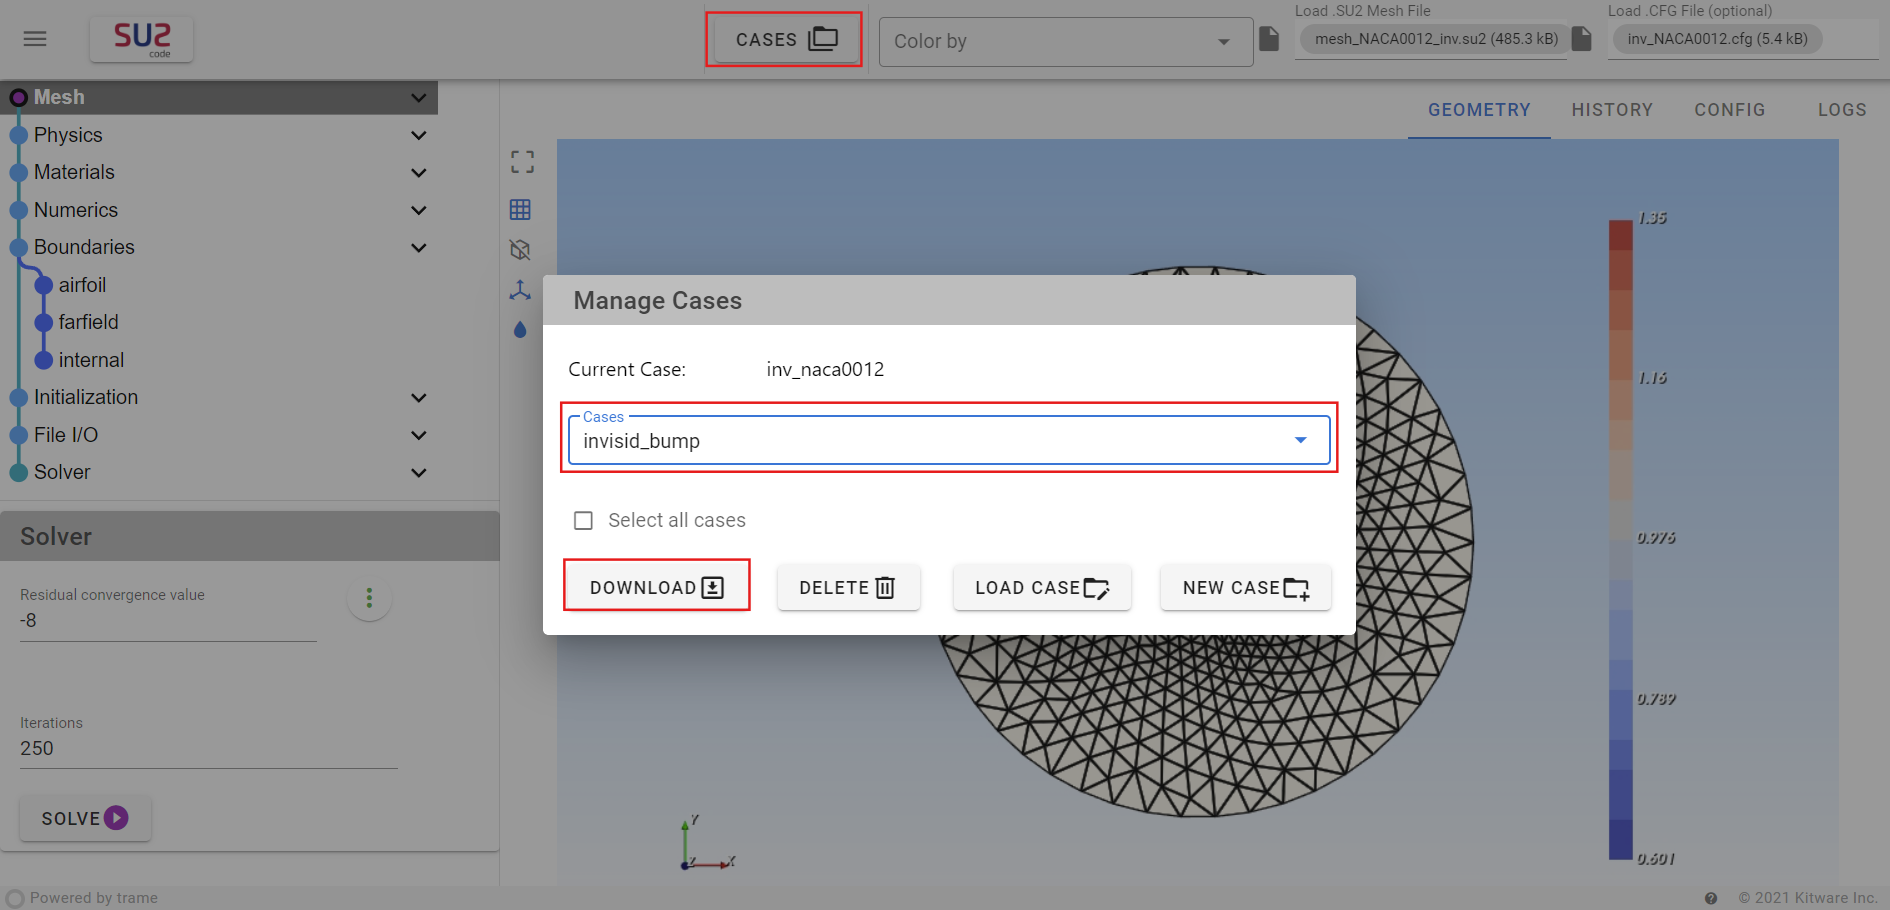 SU2
code
CASES
Color by
Load .SU2 Mesh File
mesh_NACA0012_inv.su2 (485.3 kB)
Load .CFG File (optional)
inv_NACA0012.cfg (5.4 kB)
Mesh
Physics
Materials
Numerics
Boundaries
airfoil
farfield
internal
Initialization
File I/O
Solver
GEOMETRY
HISTORY
CONFIG
LOGS
Manage Cases
Current Case: inv_naca0012
Cases
invisid_bump
Select all cases
DOWNLOAD
DELETE
LOAD CASE
NEW CASE
1.35
1.16
0.976
0.789
0.601
Y
Z
X
Solver
Residual convergence value
-8
Iterations
250
SOLVE
Powered by trame
© 2021 Kitware Inc.